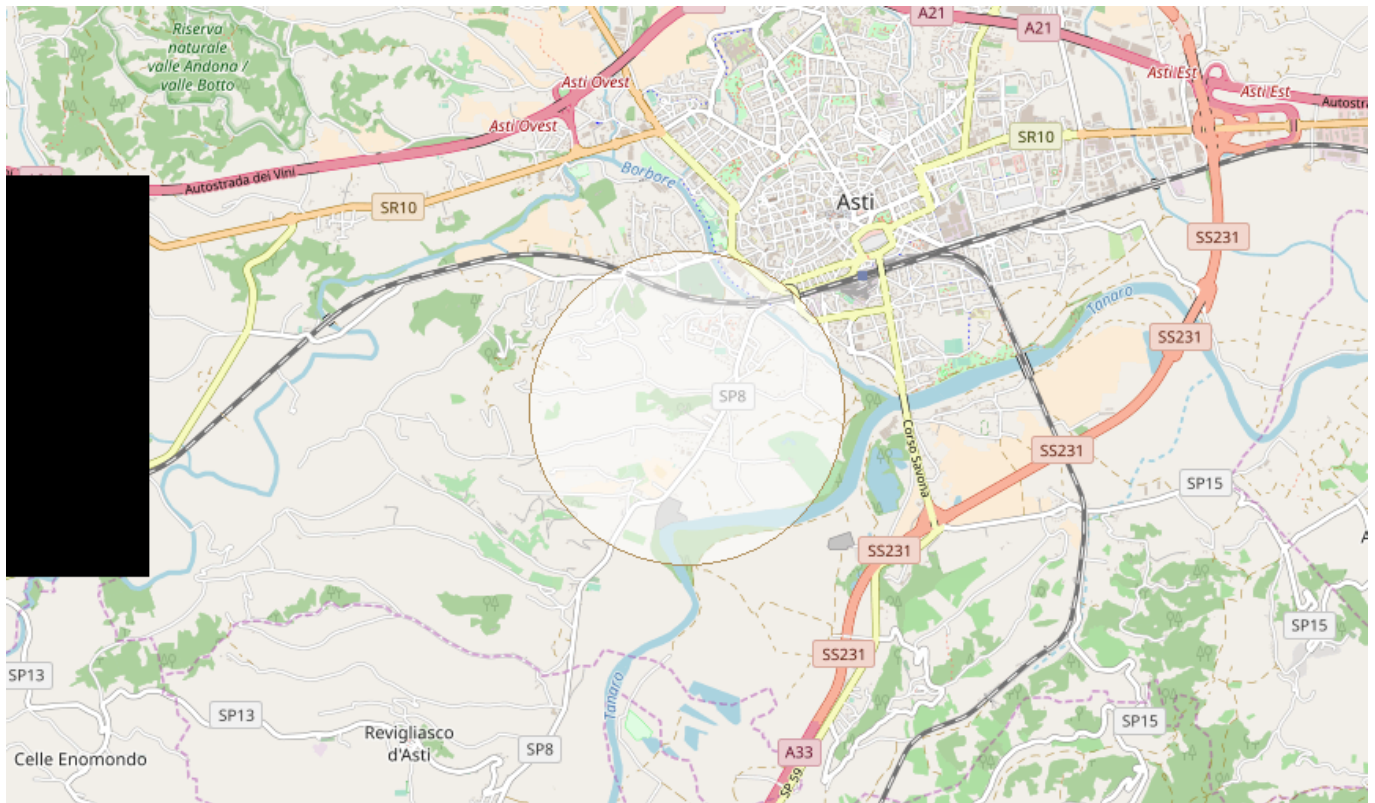 Riserva
naturale
valle Andona /
valle Botto
A21
A21
Asti Ovest
Asti Ovest
Asti Est
Asti Est
Autostrada dei Vini
SR10
SR10
Borbore
Asti
SS231
Tanaro
SS231
SP8
Corso Savona
SS231
SP15
SS231
SP15
SS231
SP13
Tanaro
SP13
SP15
Revigliasco
d'Asti
SP8
Celle Enomondo
A33